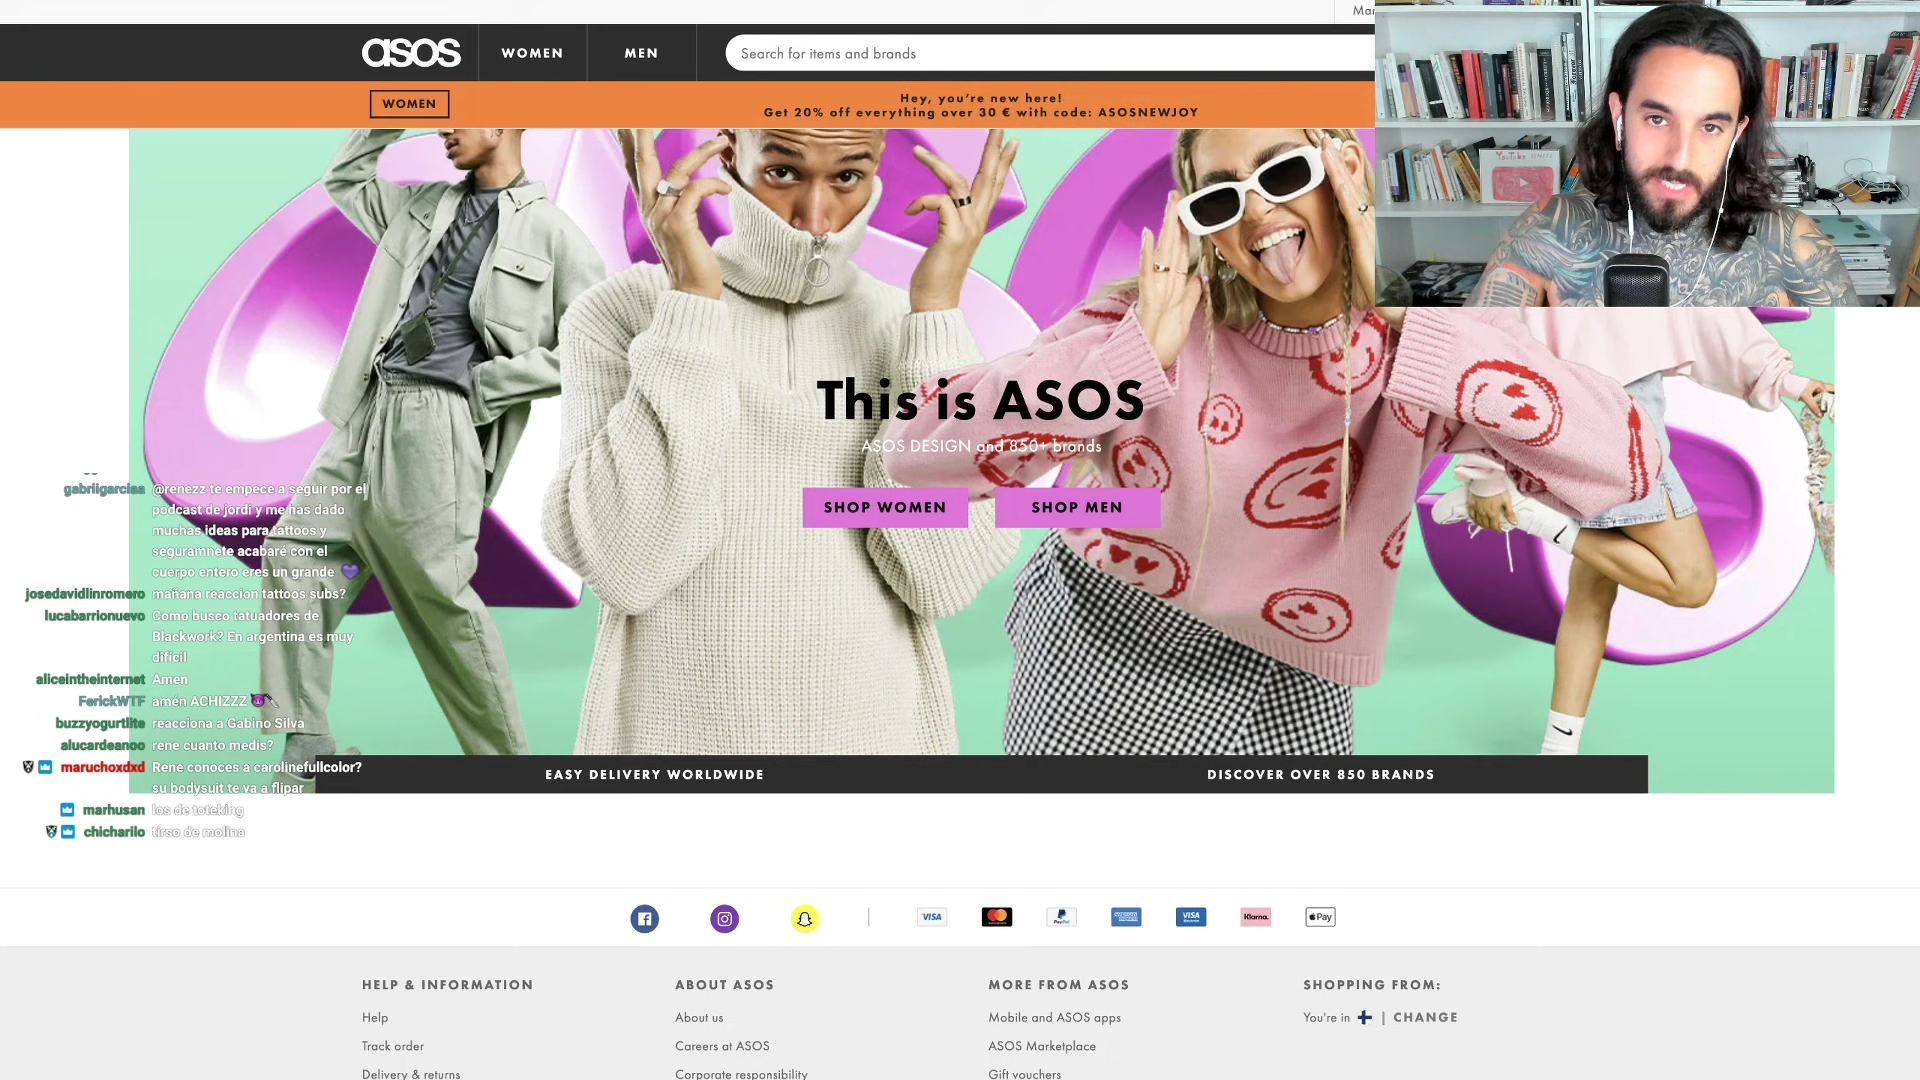 Mar
asos
WOMEN
MEN
Search for items and brands
WOMEN
Hey, you're new here!
Get 20% off everything over 30 € with code: ASOSNEWJOY
YouTube
This is ASOS
ASOS DESIGN and 850+ brands
SHOP WOMEN
SHOP MEN
gabriigarciaa @renezz te empece a seguir por el
podcast de jordi y me has dado
muchas ideas para tattoos y
seguramnete acabaré con el
cuerpo entero eres un grande 💜
josedavidlinromero mañana reaccion tattoos subs?
lucabarrionuevo Como busco tatuadores de
Blackwork? En argentina es muy
difícil
aliceintheinternet Amen
FerickWTF amén ACHIZZZ
buzzyogurtlite reacciona a Gabino Silva
alucardeanoo rene cuanto medis?
maruchoxdxd Rene conoces a carolinefullcolor?
su bodysuit te va a flipar
marhusan los de toteking
chicharilo tirso de molina
EASY DELIVERY WORLDWIDE
DISCOVER OVER 850 BRANDS
VISA
PayPal
VISA
Klarna.
Pay
HELP & INFORMATION
Help
Track order
Delivery & returns
ABOUT ASOS
About us
Careers at ASOS
Corporate responsibility
MORE FROM ASOS
Mobile and ASOS apps
ASOS Marketplace
Gift vouchers
SHOPPING FROM:
You're in | CHANGE